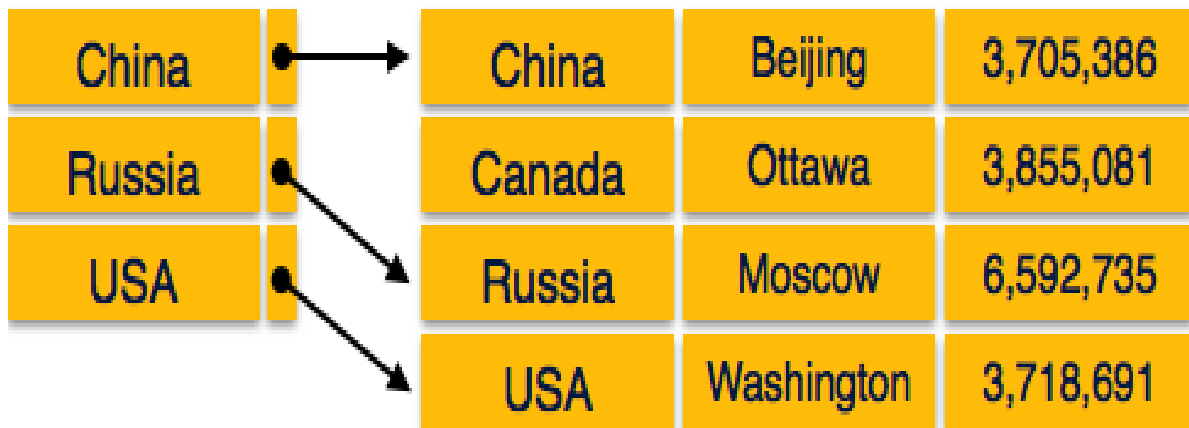 China China Beijing 3,705,386
Russia Canada Ottawa 3,855,081
USA Russia Moscow 6,592,735
USA Washington 3,718,691